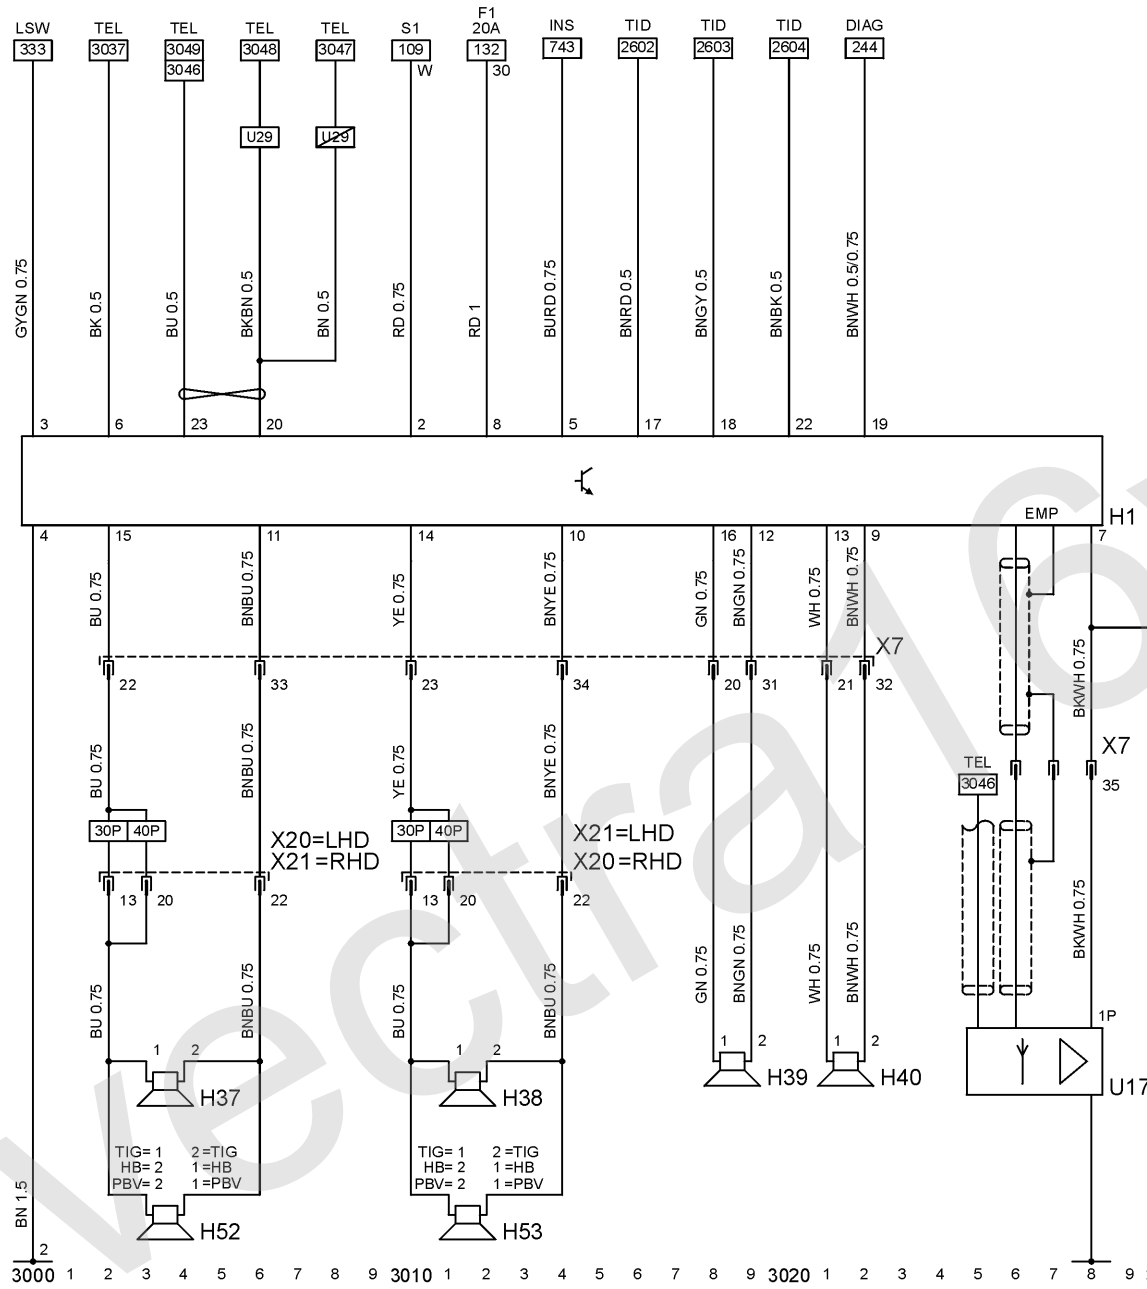 LSW TEL TEL TEL TEL S1 F1 20A INS TID TID TID DIAG
333 3037 3049 3048 3047 109 132 743 2602 2603 2604 244
3046 W 30
U29 U29
GYGN 0.75 BK 0.5 BU 0.5 BKBN 0.5 BN 0.5 RD 0.75 RD 1 BURD 0.75 BNRD 0.5 BNGY 0.5 BNBK 0.5 BNWH 0.5/0.75
3 6 23 20 2 8 5 17 18 22 19
EMP H1
4 15 11 14 10 16 12 13 9 7
BU 0.75 BNBU 0.75 YE 0.75 BNYE 0.75 GN 0.75 BNGN 0.75 WH 0.75 BNWH 0.75 BKWH 0.75
X7
22 33 23 34 20 31 21 32
BU 0.75 BNBU 0.75 YE 0.75 BNYE 0.75
X7
TEL
3046 35
30P 40P 30P 40P
X20=LHD X21=LHD
X21=RHD X20=RHD
13 20 22 13 20 22
BU 0.75 BNBU 0.75 BU 0.75 BNBU 0.75 GN 0.75 BNGN 0.75 WH 0.75 BNWH 0.75 BKWH 0.75
1P
1 2 1 2 1 2 1 2
H37 H38 H39 H40 U17
TIG= 1 2 =TIG TIG= 1 2 =TIG
HB= 2 1 =HB HB= 2 1 =HB
PBV= 2 1 =PBV PBV= 2 1 =PBV
H52 H53
BN 1.5
2
3000 1 2 3 4 5 6 7 8 9 3010 1 2 3 4 5 6 7 8 9 3020 1 2 3 4 5 6 7 8 9
vectra16